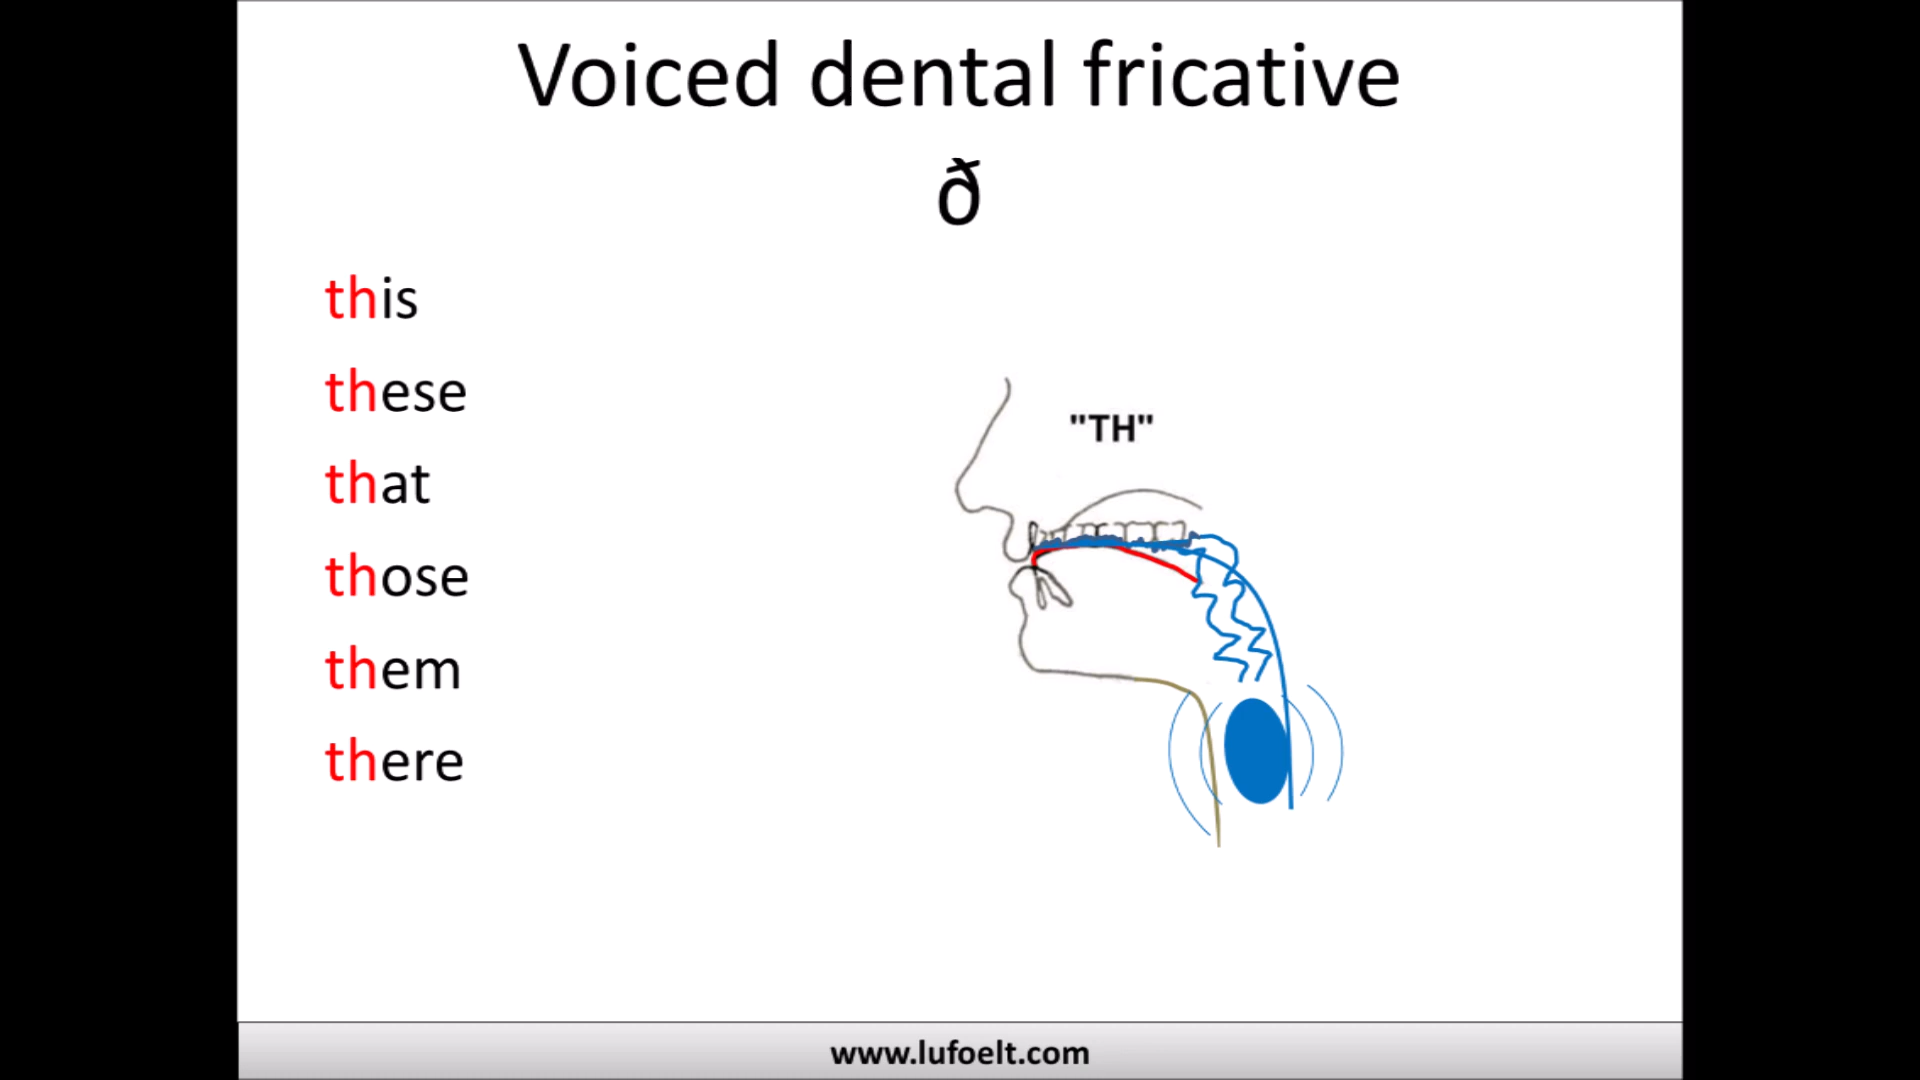 Voiced dental fricative
ð
this
these
that
those
them
there
"TH"
www.lufoelt.com